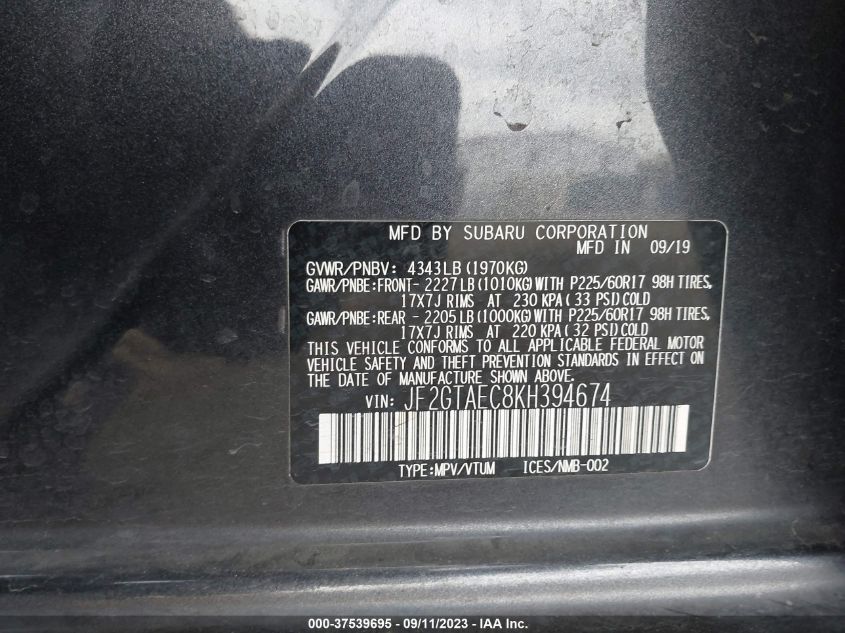 MFD BY SUBARU CORPORATION
MFD IN 09/19
GVWR/PNBV: 4343LB (1970KG)
GAWR/PNBE:FRONT- 2227LB (1010KG) WITH P225/60R17 98H TIRES,
17X7J RIMS AT 230 KPA (33 PSI) COLD
GAWR/PNBE:REAR - 2205LB (1000KG) WITH P225/60R17 98H TIRES,
17X7J RIMS AT 220 KPA (32 PSI) COLD
THIS VEHICLE CONFORMS TO ALL APPLICABLE FEDERAL MOTOR
VEHICLE SAFETY AND THEFT PREVENTION STANDARDS IN EFFECT ON
THE DATE OF MANUFACTURE SHOWN ABOVE.
VIN: JF2GTAEC8KH394674
TYPE:MPV/VTUM ICES/NMB-002
000-37539695 - 09/11/2023 - IAA Inc.